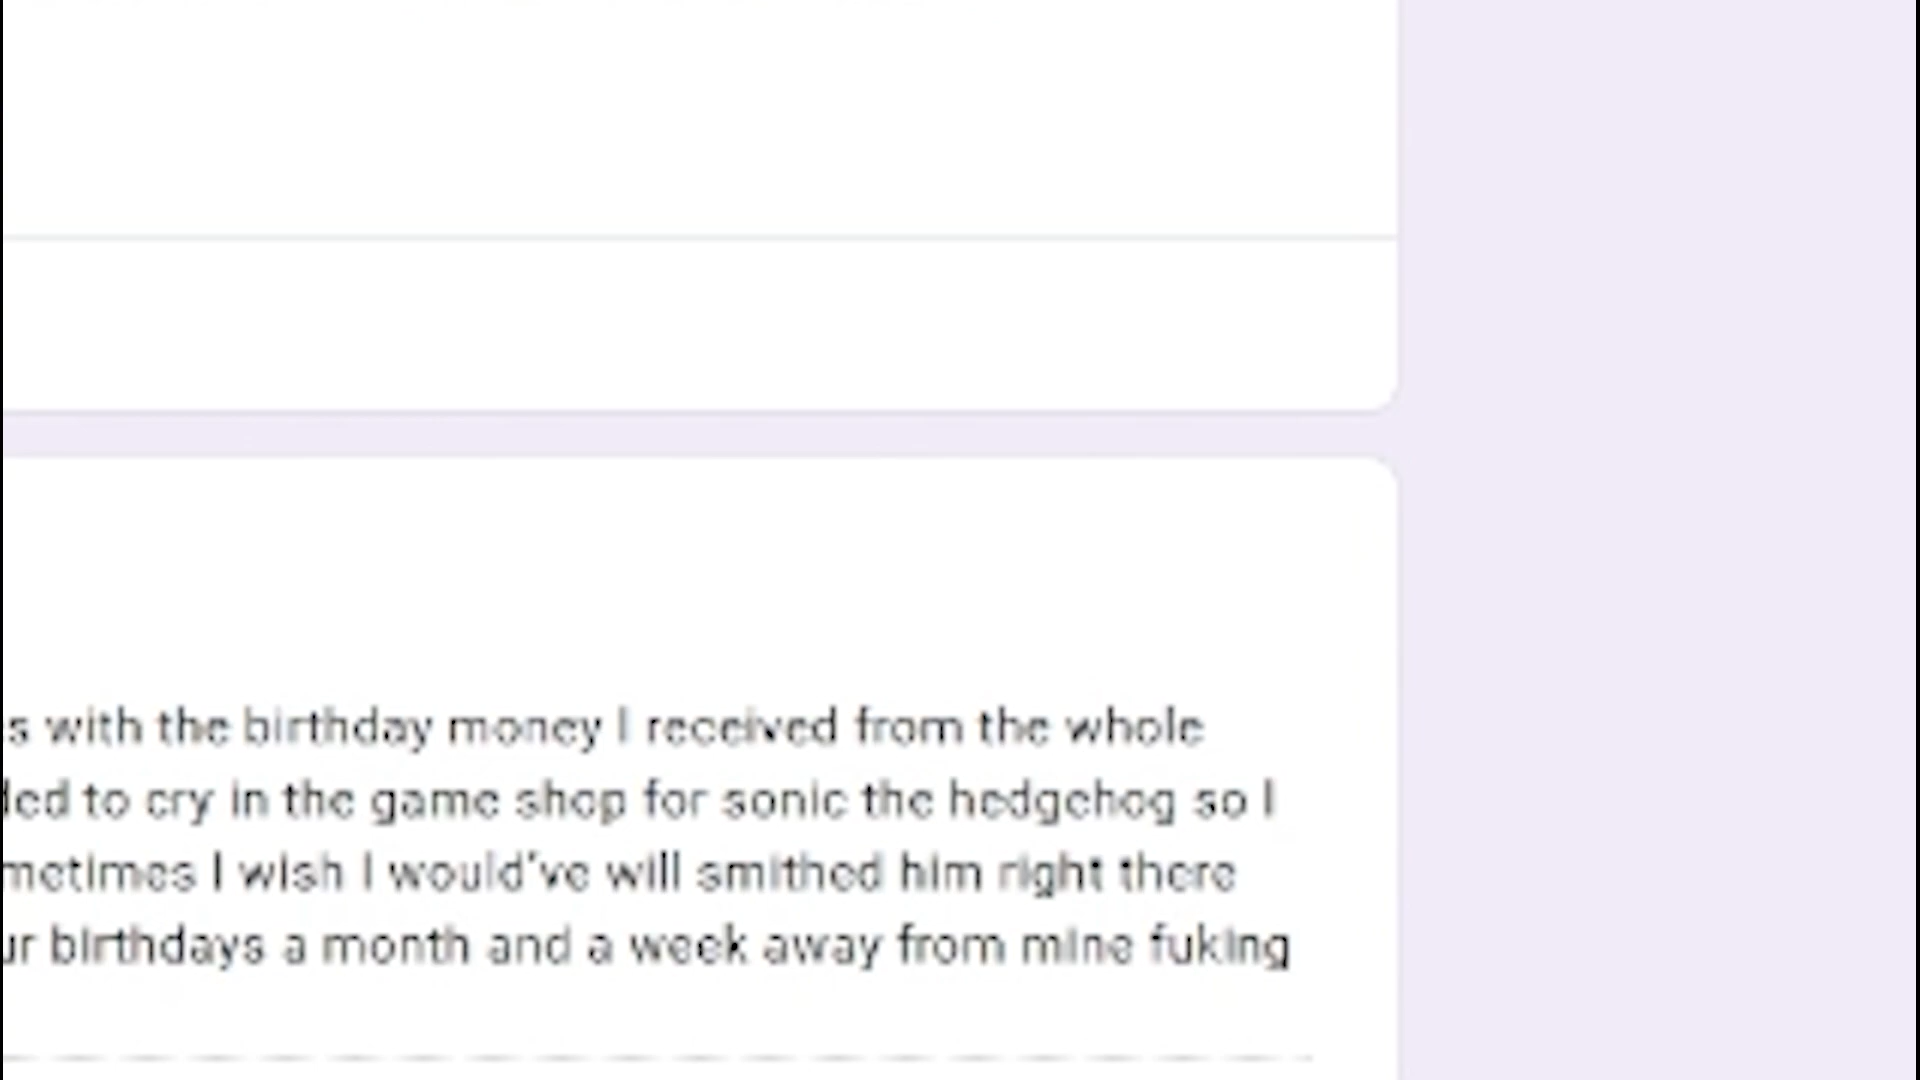 s with the birthday money I received from the whole
ded to cry in the game shop for sonic the hedgehog so I
metimes I wish I would've will smithed him right there
ur birthdays a month and a week away from mine fuking